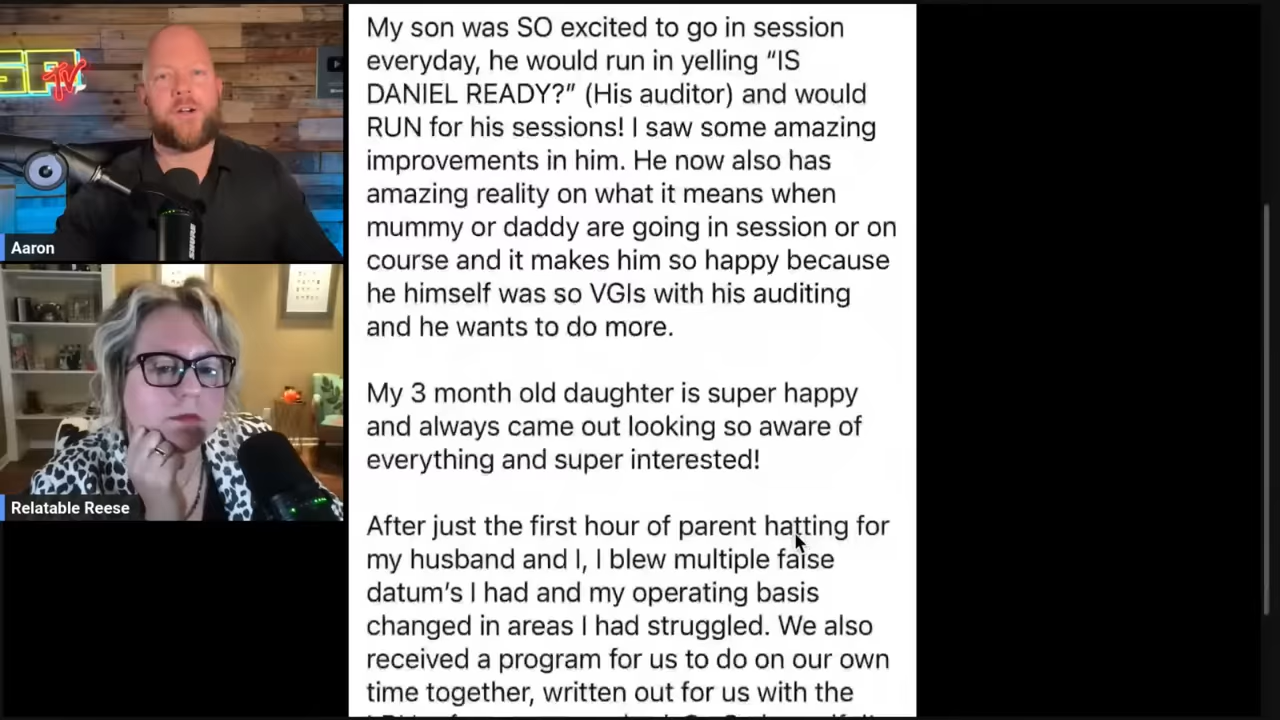 TV
Aaron
Relatable Reese
My son was SO excited to go in session
everyday, he would run in yelling “IS
DANIEL READY?” (His auditor) and would
RUN for his sessions! I saw some amazing
improvements in him. He now also has
amazing reality on what it means when
mummy or daddy are going in session or on
course and it makes him so happy because
he himself was so VGIs with his auditing
and he wants to do more.
My 3 month old daughter is super happy
and always came out looking so aware of
everything and super interested!
After just the first hour of parent hatting for
my husband and I, I blew multiple false
datum’s I had and my operating basis
changed in areas I had struggled. We also
received a program for us to do on our own
time together, written out for us with the